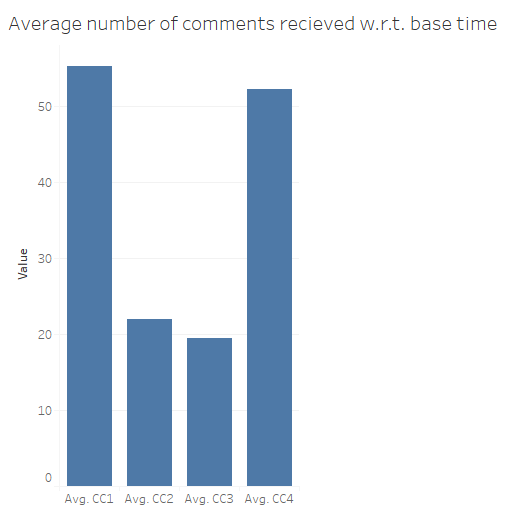 Average number of comments recieved w.r.t. base time
50
40
30
20
10
0
Value
Avg. CC1 Avg. CC2 Avg. CC3 Avg. CC4